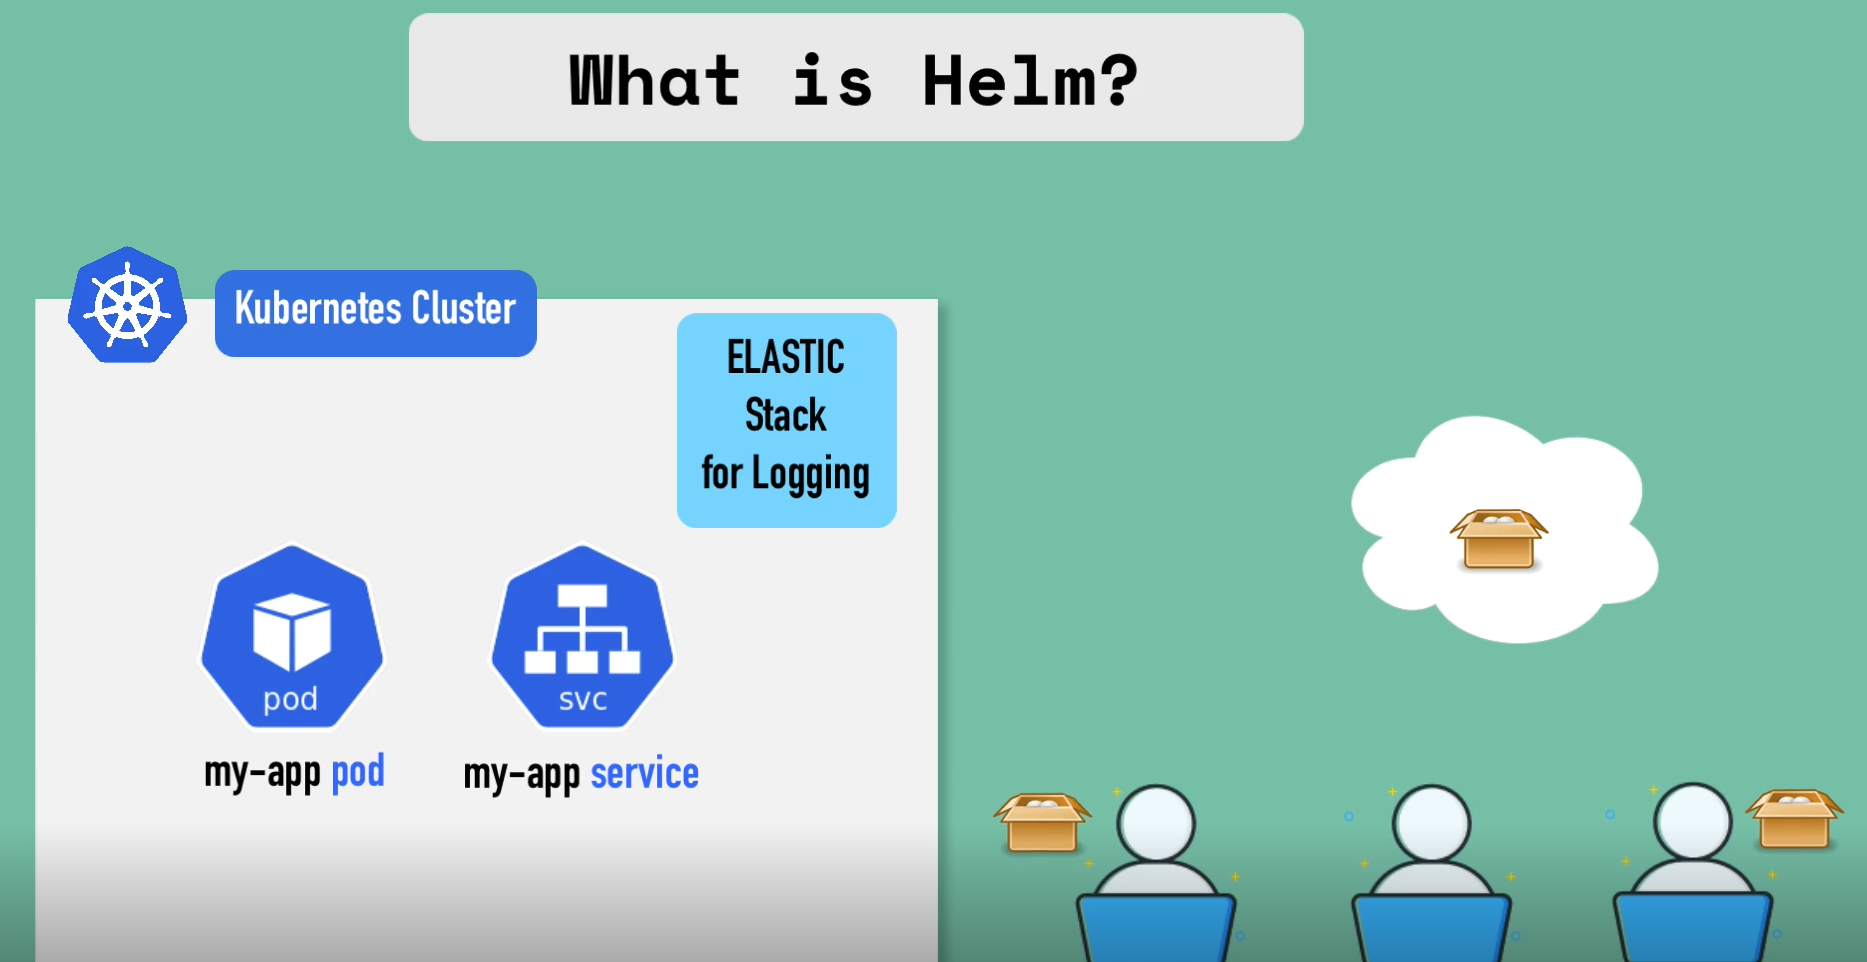 What is Helm?
Kubernetes Cluster
ELASTIC
Stack
for Logging
pod
svc
my-app pod
my-app service